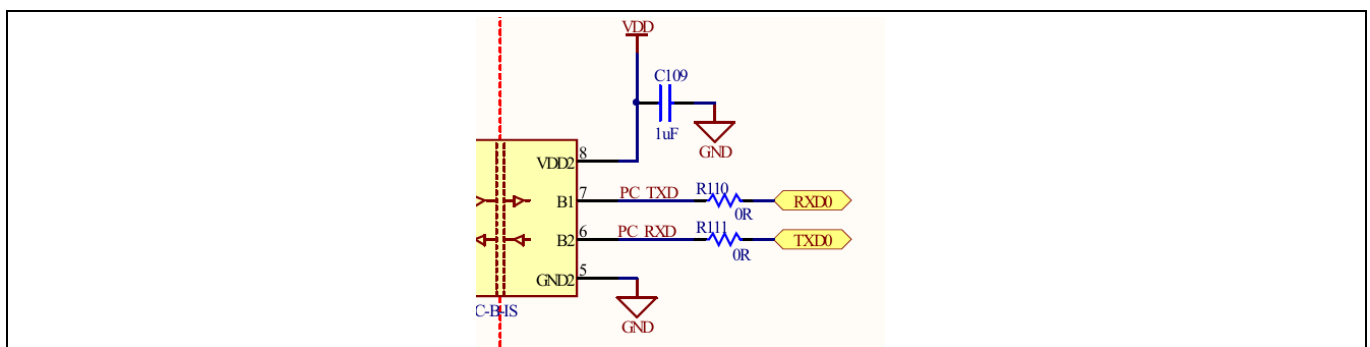 VDD
C109
1uF
GND
VDD2 8
B1 7 PC_TXD R110 0R RXD0
B2 6 PC_RXD R111 0R TXD0
GND2 5
C-B-IS
GND